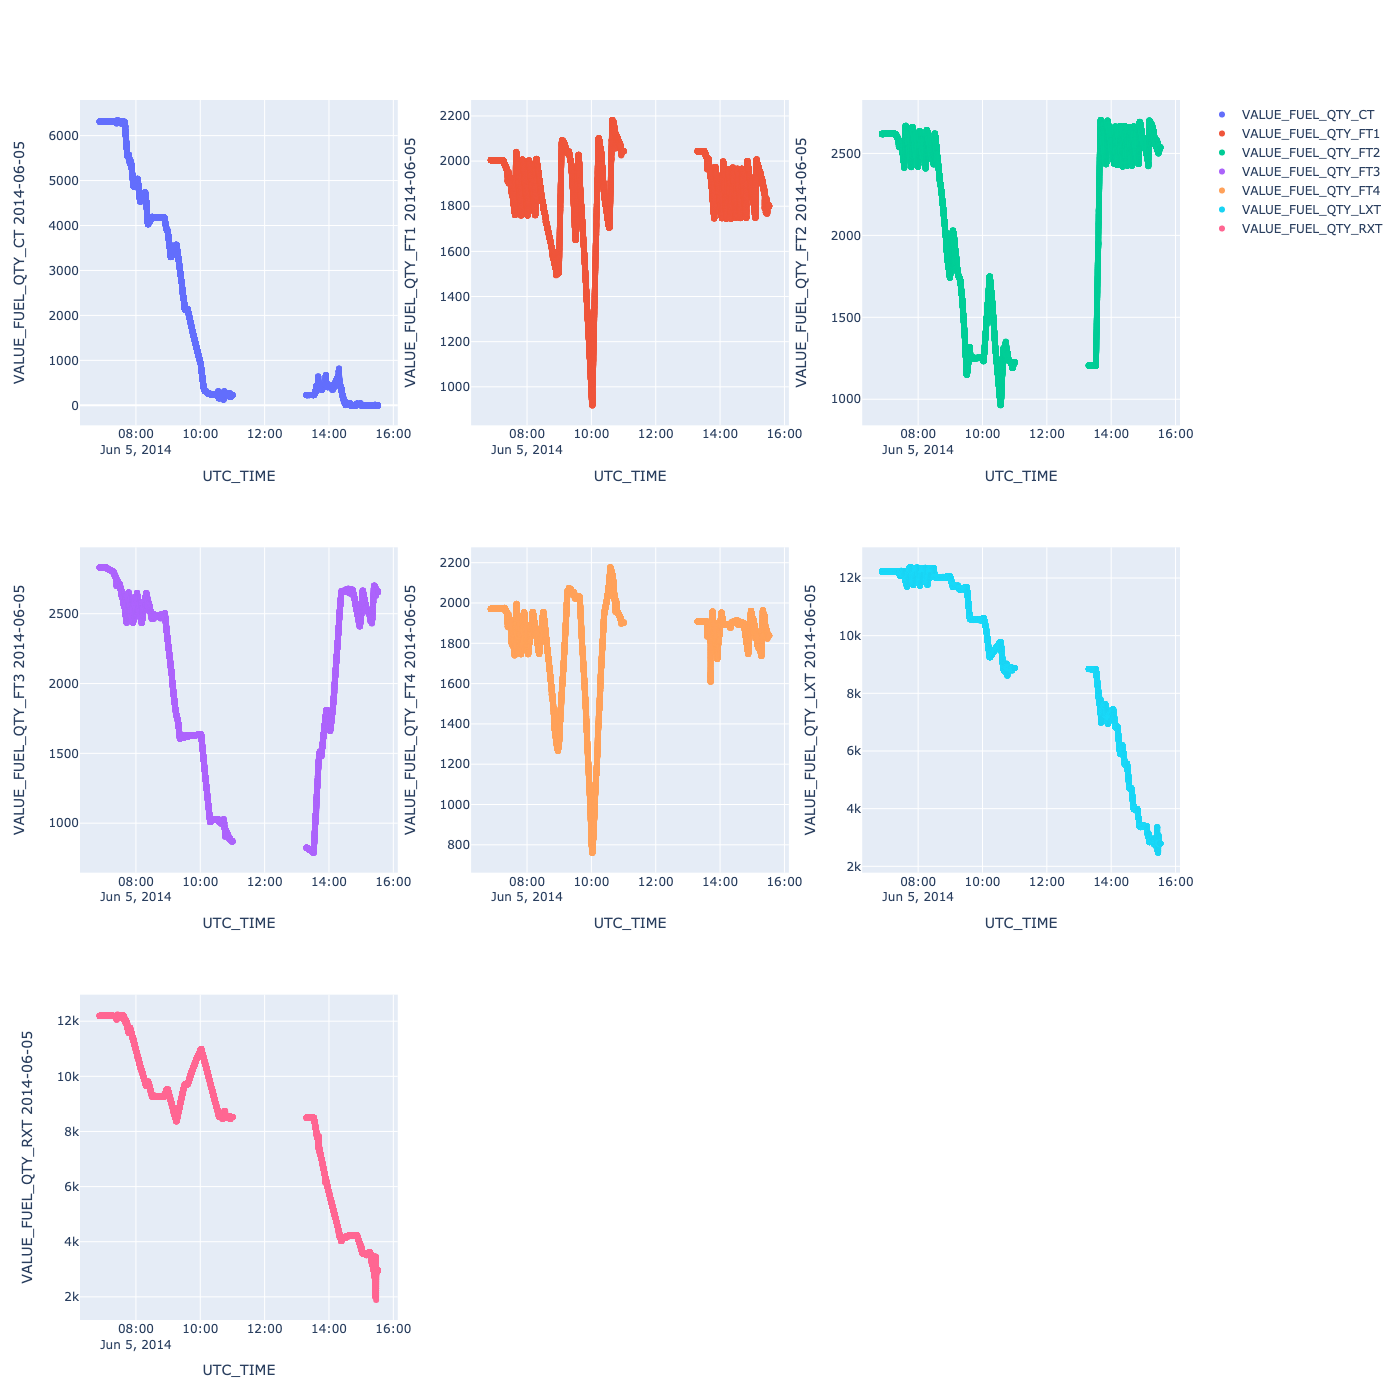 VALUE_FUEL_QTY_CT 2014-06-05
6000
5000
4000
3000
2000
1000
0
08:00 10:00 12:00 14:00 16:00
Jun 5, 2014
UTC_TIME
VALUE_FUEL_QTY_FT1 2014-06-05
2200
2000
1800
1600
1400
1200
1000
08:00 10:00 12:00 14:00 16:00
Jun 5, 2014
UTC_TIME
VALUE_FUEL_QTY_FT2 2014-06-05
2500
2000
1500
1000
08:00 10:00 12:00 14:00 16:00
Jun 5, 2014
UTC_TIME
VALUE_FUEL_QTY_CT
VALUE_FUEL_QTY_FT1
VALUE_FUEL_QTY_FT2
VALUE_FUEL_QTY_FT3
VALUE_FUEL_QTY_FT4
VALUE_FUEL_QTY_LXT
VALUE_FUEL_QTY_RXT
VALUE_FUEL_QTY_FT3 2014-06-05
2500
2000
1500
1000
08:00 10:00 12:00 14:00 16:00
Jun 5, 2014
UTC_TIME
VALUE_FUEL_QTY_FT4 2014-06-05
2200
2000
1800
1600
1400
1200
1000
800
08:00 10:00 12:00 14:00 16:00
Jun 5, 2014
UTC_TIME
VALUE_FUEL_QTY_LXT 2014-06-05
12k
10k
8k
6k
4k
2k
08:00 10:00 12:00 14:00 16:00
Jun 5, 2014
UTC_TIME
VALUE_FUEL_QTY_RXT 2014-06-05
12k
10k
8k
6k
4k
2k
08:00 10:00 12:00 14:00 16:00
Jun 5, 2014
UTC_TIME